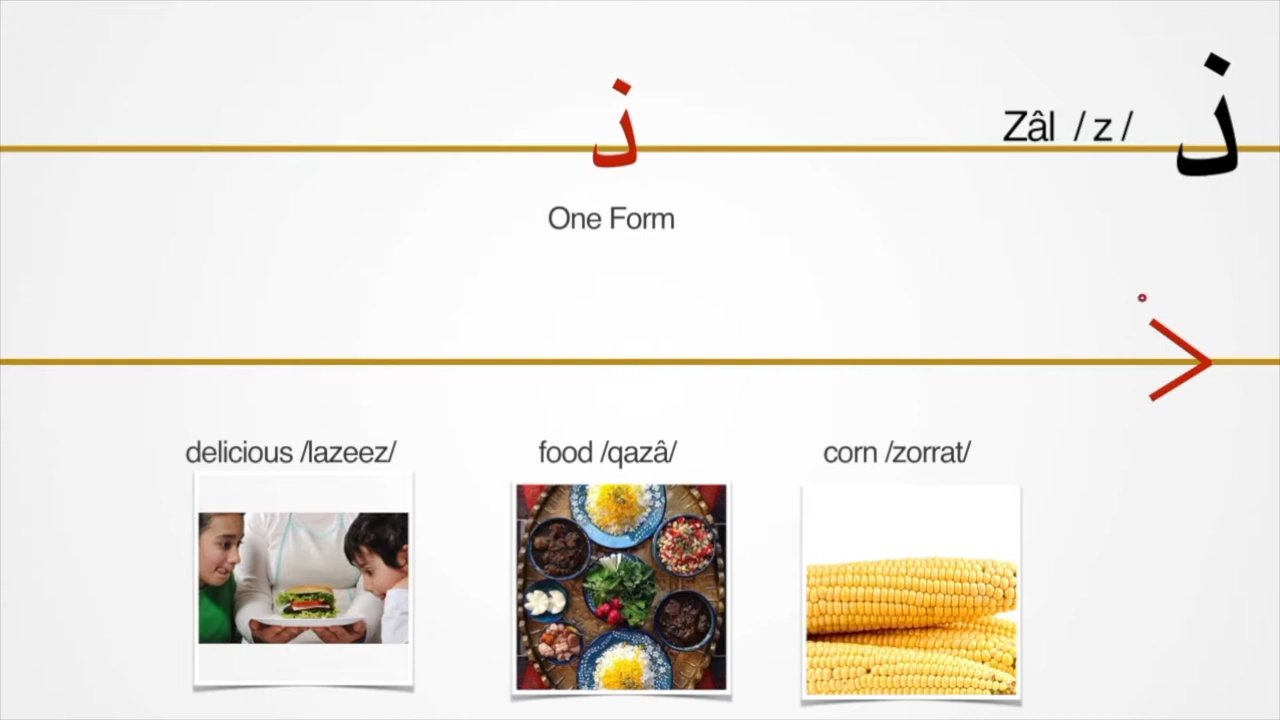 ذ
Zâl / z /
ذ
One Form
delicious /lazeez/
food /qazâ/
corn /zorrat/